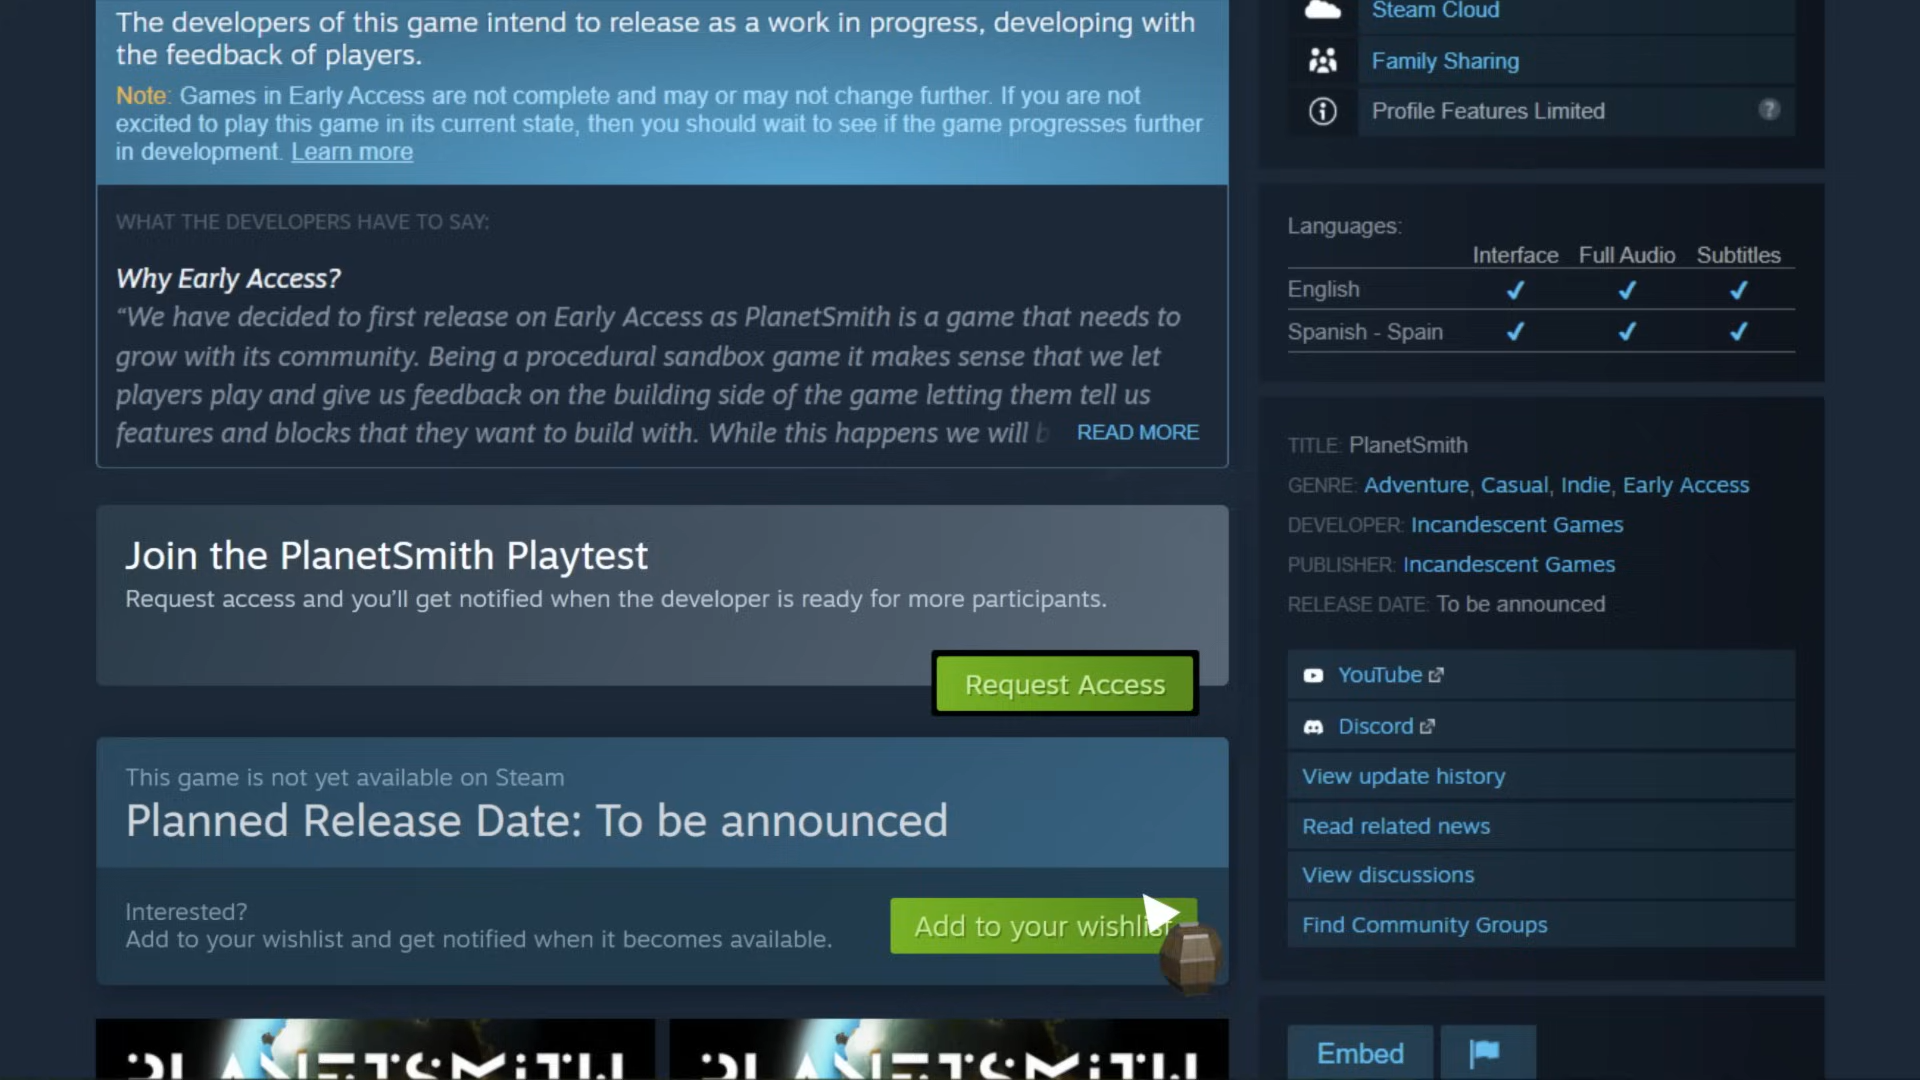 The developers of this game intend to release as a work in progress, developing with
the feedback of players.
Note: Games in Early Access are not complete and may or may not change further. If you are not
excited to play this game in its current state, then you should wait to see if the game progresses further
in development. Learn more
WHAT THE DEVELOPERS HAVE TO SAY:
Why Early Access?
“We have decided to first release on Early Access as PlanetSmith is a game that needs to
grow with its community. Being a procedural sandbox game it makes sense that we let
players play and give us feedback on the building side of the game letting them tell us
features and blocks that they want to build with. While this happens we will b READ MORE
Join the PlanetSmith Playtest
Request access and you'll get notified when the developer is ready for more participants.
Request Access
This game is not yet available on Steam
Planned Release Date: To be announced
Interested?
Add to your wishlist and get notified when it becomes available.
Add to your wishlist
PLANETSMiTH
PLANETSMiTH
Steam Cloud
Family Sharing
Profile Features Limited ?
Languages:
Interface Full Audio Subtitles
English ✔ ✔ ✔
Spanish - Spain ✔ ✔ ✔
TITLE: PlanetSmith
GENRE: Adventure, Casual, Indie, Early Access
DEVELOPER: Incandescent Games
PUBLISHER: Incandescent Games
RELEASE DATE: To be announced
YouTube
Discord
View update history
Read related news
View discussions
Find Community Groups
Embed